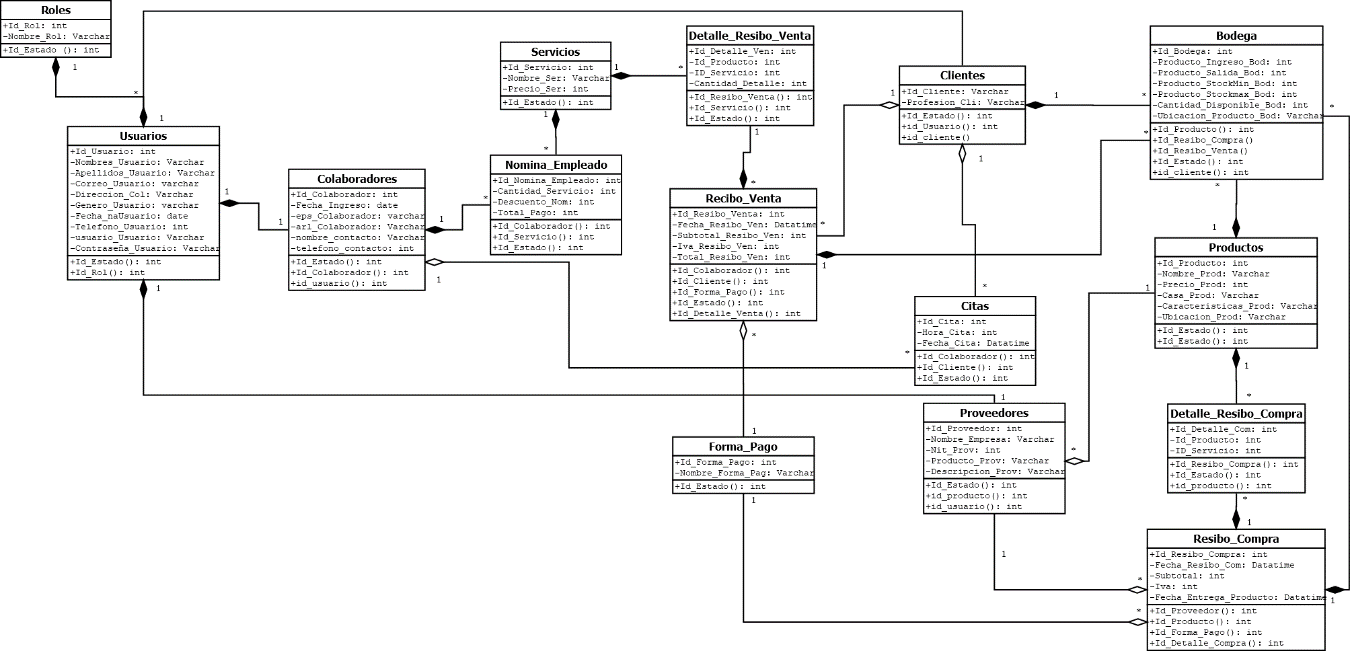 Roles
+Id_Rol: int
-Nombre_Rol: Varchar
+Id_Estado (): int
1
*
1
Usuarios
+Id_Usuario: int
-Nombres_Usuario: Varchar
-Apellidos_Usuario: Varchar
-Correo_Usuario: varchar
-Direccion_Col: Varchar
-Genero_Usuario: varchar
-Fecha_naUsuario: date
-Telefono_Usuario: int
-usuario_Usuario: Varchar
-Contraseña_Usuario: Varchar
+Id_Estado(): int
+Id_Rol(): int
1
1
1
Colaboradores
+Id_Colaborador: int
-Fecha_Ingreso: date
-eps_Colaborador: varchar
-arl_Colaborador: Varchar
-nombre_contacto: Varchar
-telefono_contacto: int
+Id_Estado(): int
+Id_Colaborador(): int
+id_usuario(): int
1
*
1
*
Servicios
+Id_Servicio: int
-Nombre_Ser: Varchar
-Precio_Ser: int
+Id_Estado(): int
1
*
1
*
Nomina_Empleado
+Id_Nomina_Empleado: int
-Cantidad_Servicio: int
-Descuento_Nom: int
-Total_Pago: int
+Id_Colaborador(): int
+Id_Servicio(): int
+Id_Estado(): int
Detalle_Resibo_Venta
+Id_Detalle_Ven: int
-Id_Producto: int
-ID_Servicio: int
-Cantidad_Detalle: int
+Id_Resibo_Venta(): int
+Id_Servicio(): int
+Id_Estado(): int
1
*
Recibo_Venta
+Id_Resibo_Venta: int
-Fecha_Resibo_Ven: Datatime
-Subtotal_Resibo_Ven: int
-Iva_Resibo_Ven: int
-Total_Resibo_Ven: int
+Id_Colaborador(): int
+Id_Cliente(): int
+Id_Forma_Pago(): int
+Id_Estado(): int
+Id_Detalle_Venta(): int
*
1
1
*
*
1
Forma_Pago
+Id_Forma_Pago: int
-Nombre_Forma_Pag: Varchar
+Id_Estado(): int
1
*
Clientes
+Id_Cliente: Varchar
-Profesion_Cli: Varchar
+Id_Estado(): int
+id_Usuario(): int
+id_cliente()
1
*
1
*
Citas
+Id_Cita: int
-Hora_Cita: int
-Fecha_Cita: Datatime
+Id_Colaborador(): int
+Id_Cliente(): int
+Id_Estado(): int
1
Proveedores
+Id_Proveedor: int
-Nombre_Empresa: Varchar
-Nit_Prov: int
-Producto_Prov: Varchar
-Descripcion_Prov: Varchar
+Id_Estado(): int
+id_producto(): int
+id_usuario(): int
*
1
1
*
Bodega
+Id_Bodega: int
-Producto_Ingreso_Bod: int
-Producto_Salida_Bod: int
-Producto_StockMin_Bod: int
-Producto_Stockmax_Bod: int
-Cantidad_Disponible_Bod: int
-Ubicacion_Producto_Bod: Varchar
+Id_Producto(): int
+Id_Resibo_Compra()
+Id_Resibo_Venta()
+Id_Estado(): int
+id_cliente(): int
*
*
1
Productos
+Id_Producto: int
-Nombre_Prod: Varchar
-Precio_Prod: int
-Casa_Prod: Varchar
-Caracteristicas_Prod: Varchar
-Ubicacion_Prod: Varchar
+Id_Estado(): int
+Id_Estado(): int
1
*
Detalle_Resibo_Compra
+Id_Detalle_Com: int
-Id_Producto: int
-ID_Servicio: int
+Id_Resibo_Compra(): int
+Id_Estado(): int
+id_producto(): int
*
1
Resibo_Compra
+Id_Resibo_Compra: int
-Fecha_Resibo_Com: Datatime
-Subtotal: int
-Iva: int
-Fecha_Entrega_Producto: Datatime
+Id_Proveedor(): int
+Id_Producto(): int
+Id_Forma_Pago(): int
+Id_Detalle_Compra(): int
1